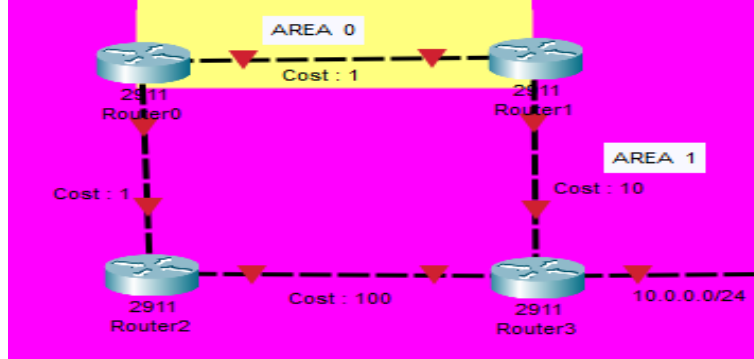 AREA 0
Cost : 1
2911
Router0
2911
Router1
AREA 1
Cost : 1
Cost : 10
2911
Router2
Cost : 100
2911
Router3
10.0.0.0/24